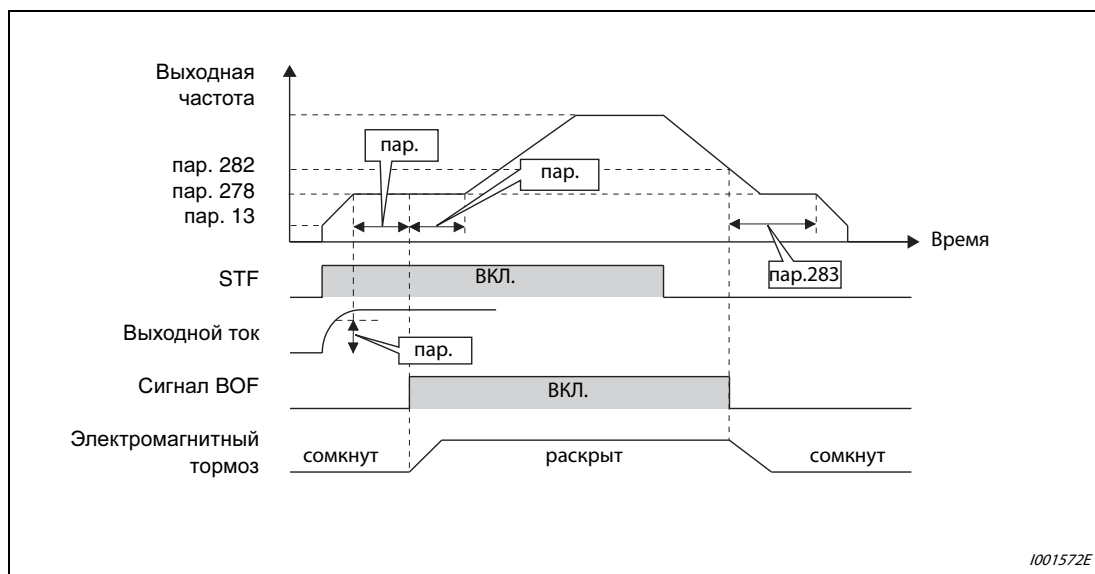 Выходная
частота
пар.
пар.
пар. 282
пар. 278
пар. 13
Время
пар.283
STF
ВКЛ.
Выходной ток
пар.
Сигнал BOF
ВКЛ.
Электромагнитный
тормоз
сомкнут
раскрыт
сомкнут
I001572E